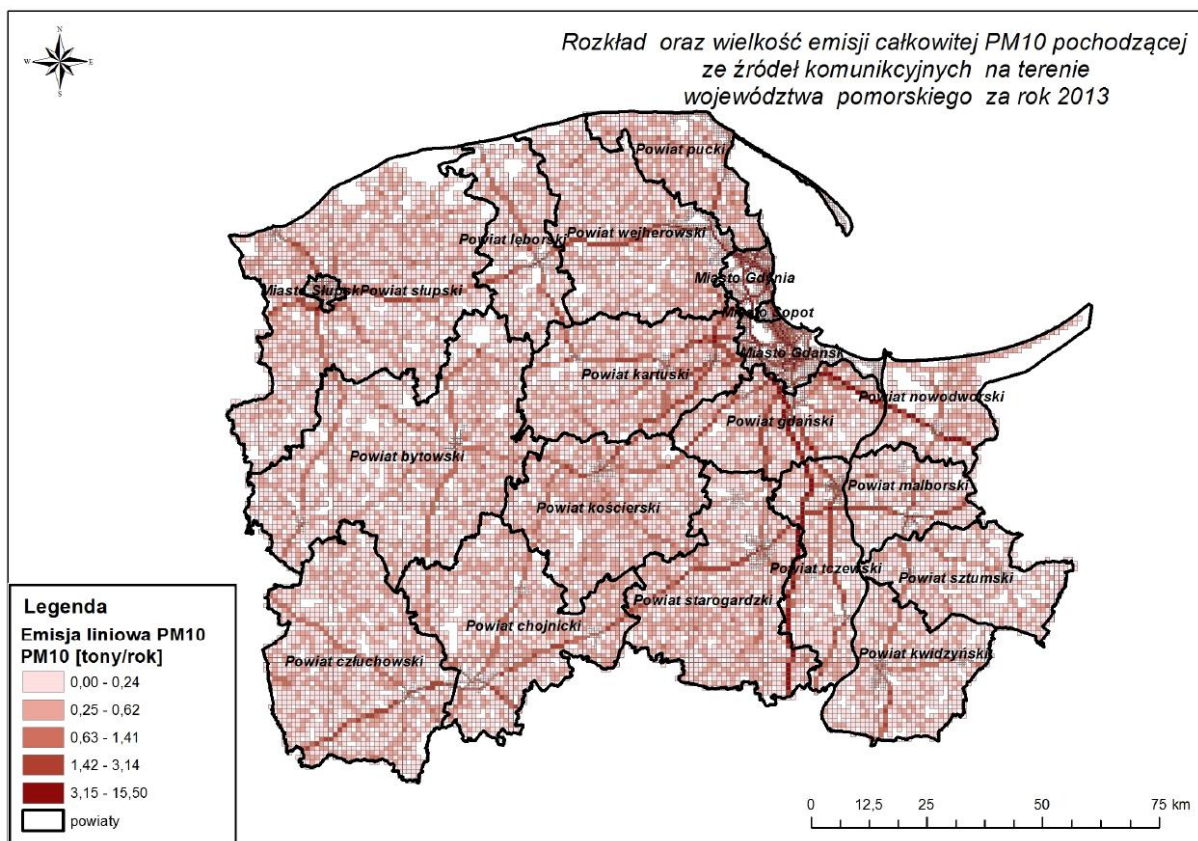 N
W E
S
Rozkład oraz wielkość emisji całkowitej PM10 pochodzącej
ze źródeł komunikcyjnych na terenie
województwa pomorskiego za rok 2013
Powiat pucki
Powiat lęborski
Powiat wejherowski
Miasto Gdynia
Miasto Słupsk
Powiat słupski
Miasto Sopot
Miasto Gdańsk
Powiat kartuski
Powiat nowodworski
Powiat gdański
Powiat bytowski
Powiat malborski
Powiat kościerski
Powiat tczewski
Powiat sztumski
Powiat starogardzki
Powiat chojnicki
Powiat człuchowski
Powiat kwidzyński
Legenda
Emisja liniowa PM10
PM10 [tony/rok]
0,00 - 0,24
0,25 - 0,62
0,63 - 1,41
1,42 - 3,14
3,15 - 15,50
powiaty
0 12,5 25 50 75 km